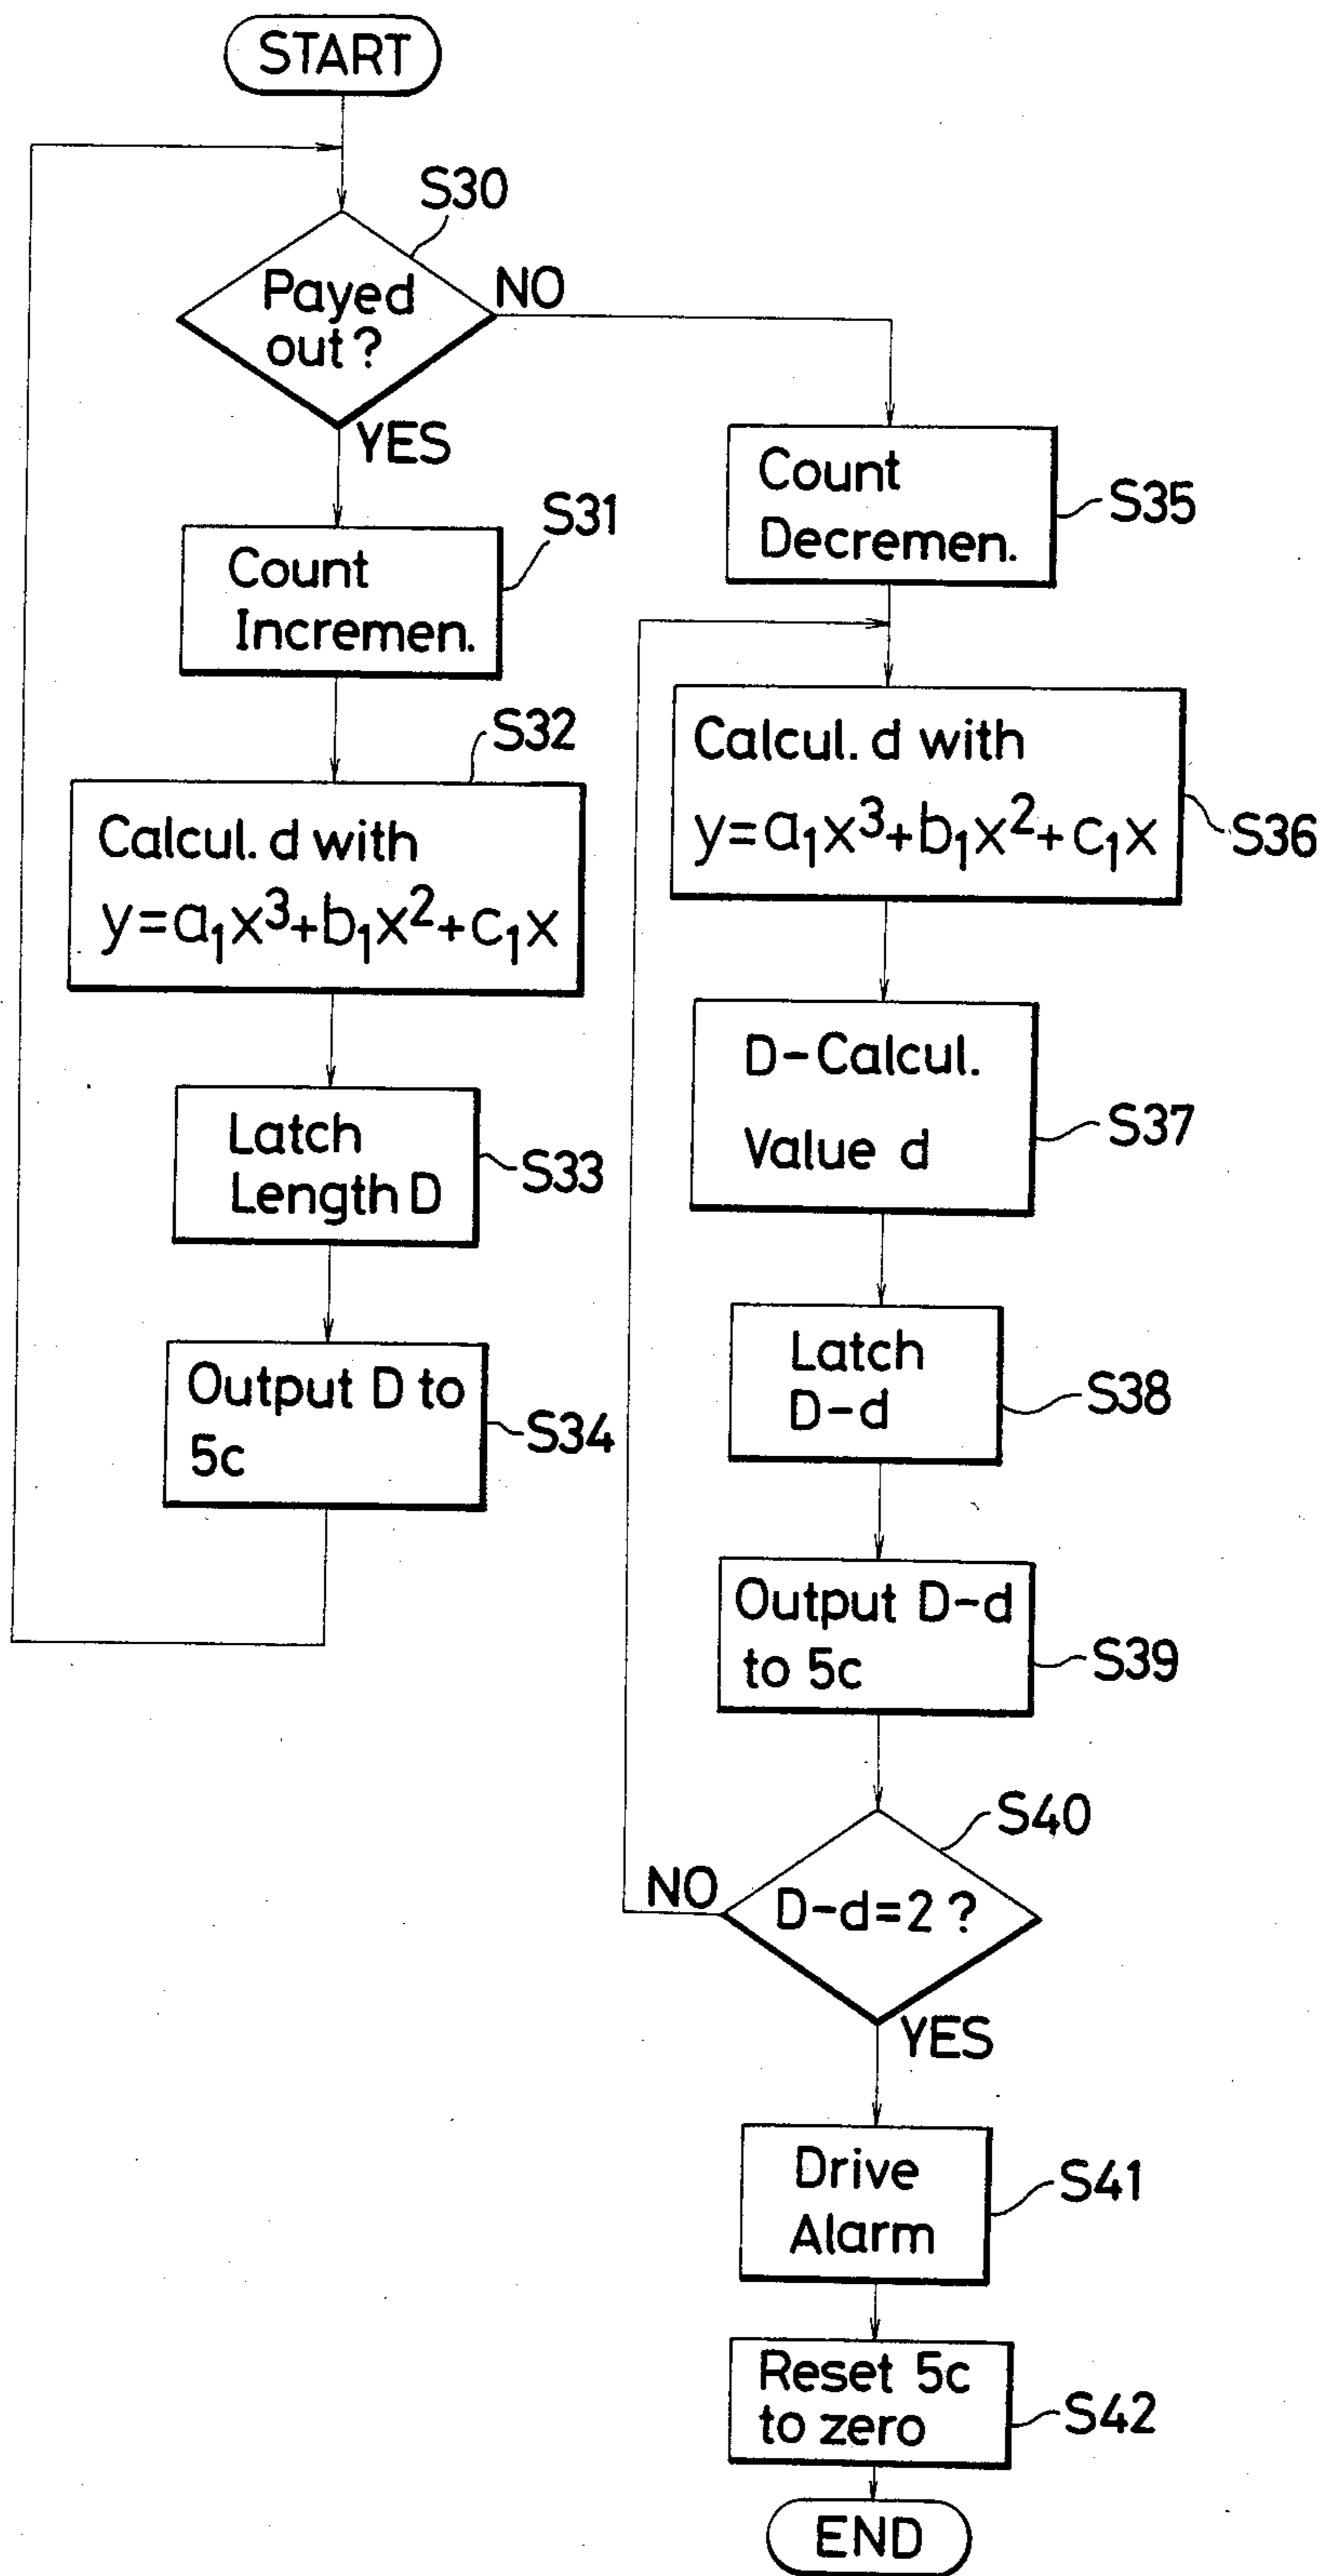 START
S30
Payed
out?
NO
YES
S31
Count
Incremen.
S32
Calcul. d with
y=a₁x³+b₁x²+c₁x
Latch
Length D
S33
Output D to
5c
S34
Count
Decremen.
S35
Calcul. d with
y=a₁x³+b₁x²+c₁x
S36
D-Calcul.
Value d
S37
Latch
D-d
S38
Output D-d
to 5c
S39
S40
D-d=2?
NO
YES
Drive
Alarm
S41
Reset 5c
to zero
S42
END